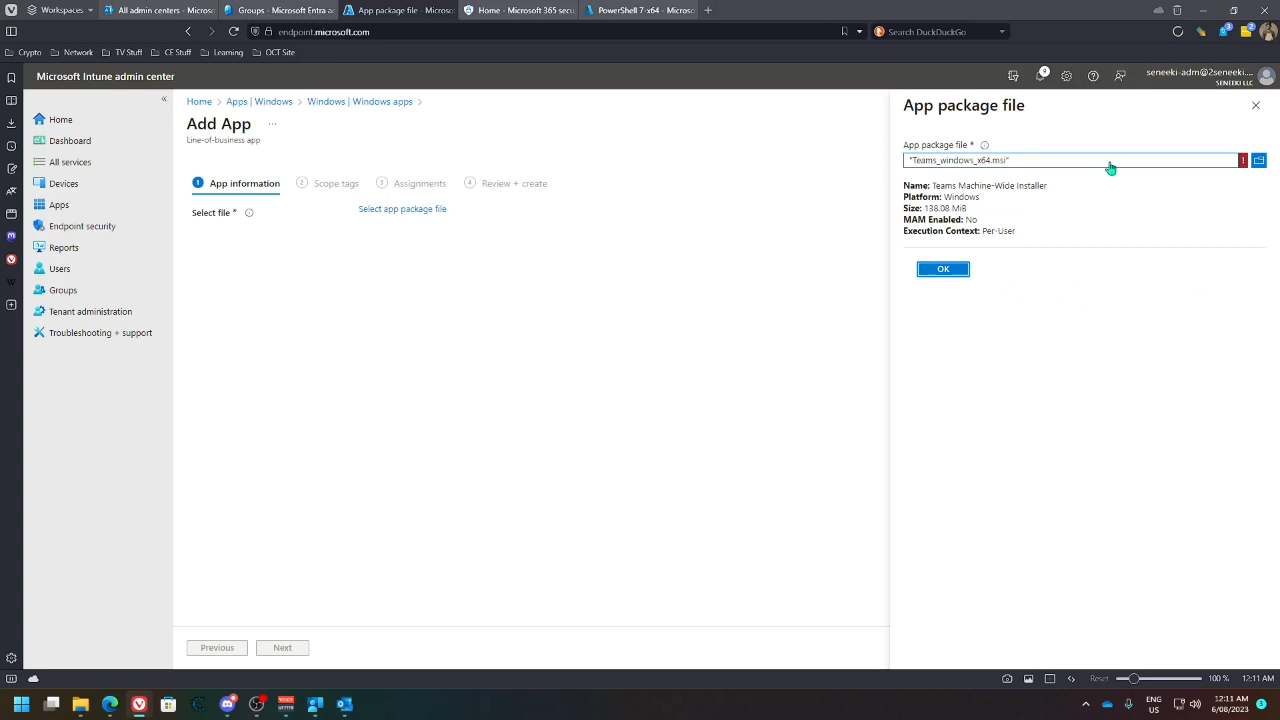 Workspaces
All admin centers - Microsof
Groups - Microsoft Entra a
App package file - Microsof
Home - Microsoft 365 secu
PowerShell 7-x64 - Microsof
endpoint.microsoft.com
Search DuckDuckGo
Crypto
Network
TV Stuff
CE Stuff
Learning
OCT Site
Microsoft Intune admin center
seneeki-adm@2seneeki....
SENEEKI LLC
Home
Dashboard
All services
Devices
Apps
Endpoint security
Reports
Users
Groups
Tenant administration
Troubleshooting + support
Home > Apps | Windows > Windows | Windows apps >
Add App ...
Line-of-business app
1 App information
2 Scope tags
3 Assignments
4 Review + create
Select file *
Select app package file
Previous
Next
App package file
App package file *
"Teams_windows_x64.msi"
Name: Teams Machine-Wide Installer
Platform: Windows
Size: 138.08 MiB
MAM Enabled: No
Execution Context: Per-User
OK
Reset
100 %
12:11 AM
ENG
US
12:11 AM
6/08/2023